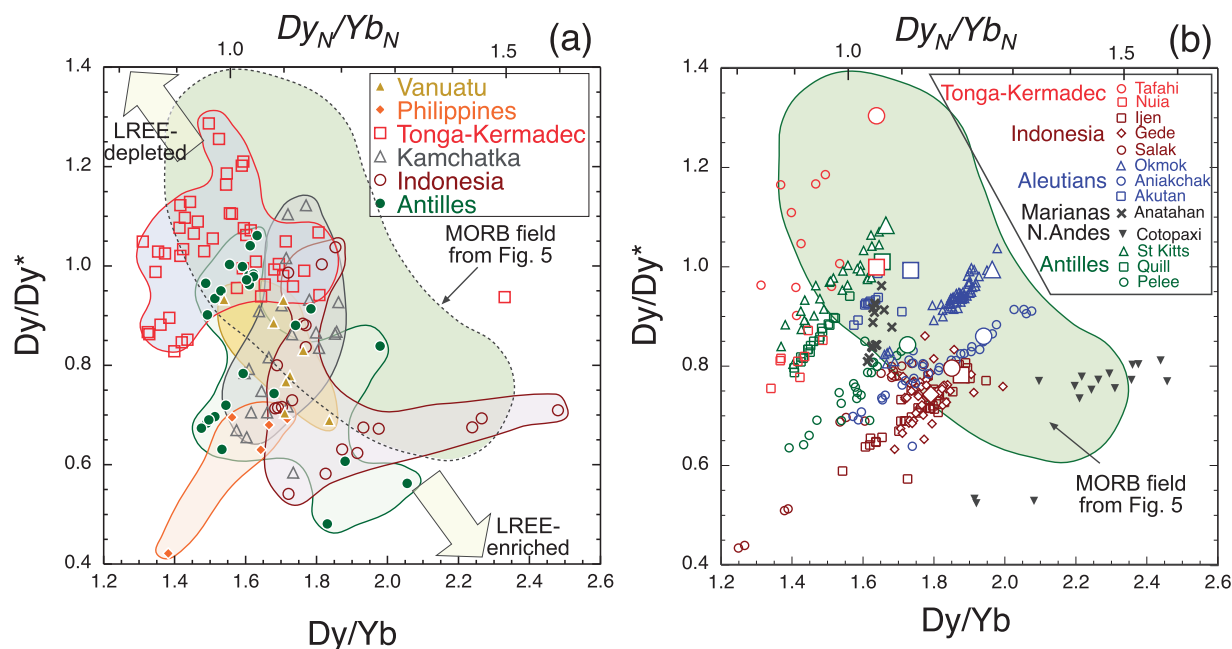 DyN/YbN
(a)
1.0
1.5
1.4
1.2
1.0
0.8
0.6
0.4
Dy/Dy*
LREE-
depleted
Vanuatu
Philippines
Tonga-Kermadec
Kamchatka
Indonesia
Antilles
MORB field
from Fig. 5
LREE-
enriched
1.2
1.4
1.6
1.8
2.0
2.2
2.4
2.6
Dy/Yb
DyN/YbN
(b)
1.0
1.5
1.4
1.2
1.0
0.8
0.6
0.4
Dy/Dy*
Tonga-Kermadec
Tafahi
Nuia
Indonesia
Ijen
Gede
Salak
Aleutians
Okmok
Aniakchak
Akutan
Marianas
Anatahan
N.Andes
Cotopaxi
Antilles
St Kitts
Quill
Pelee
MORB field
from Fig. 5
1.2
1.4
1.6
1.8
2.0
2.2
2.4
2.6
Dy/Yb